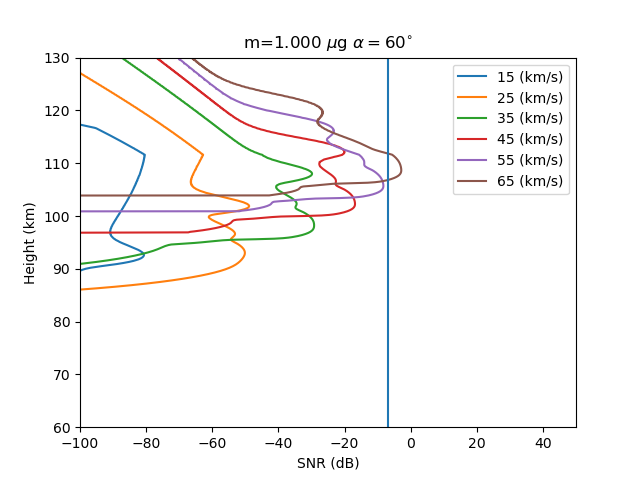 m=1.000 μg α = 60°
130
120
110
100
90
80
70
60
Height (km)
−100
−80
−60
−40
−20
0
20
40
SNR (dB)
15 (km/s)
25 (km/s)
35 (km/s)
45 (km/s)
55 (km/s)
65 (km/s)